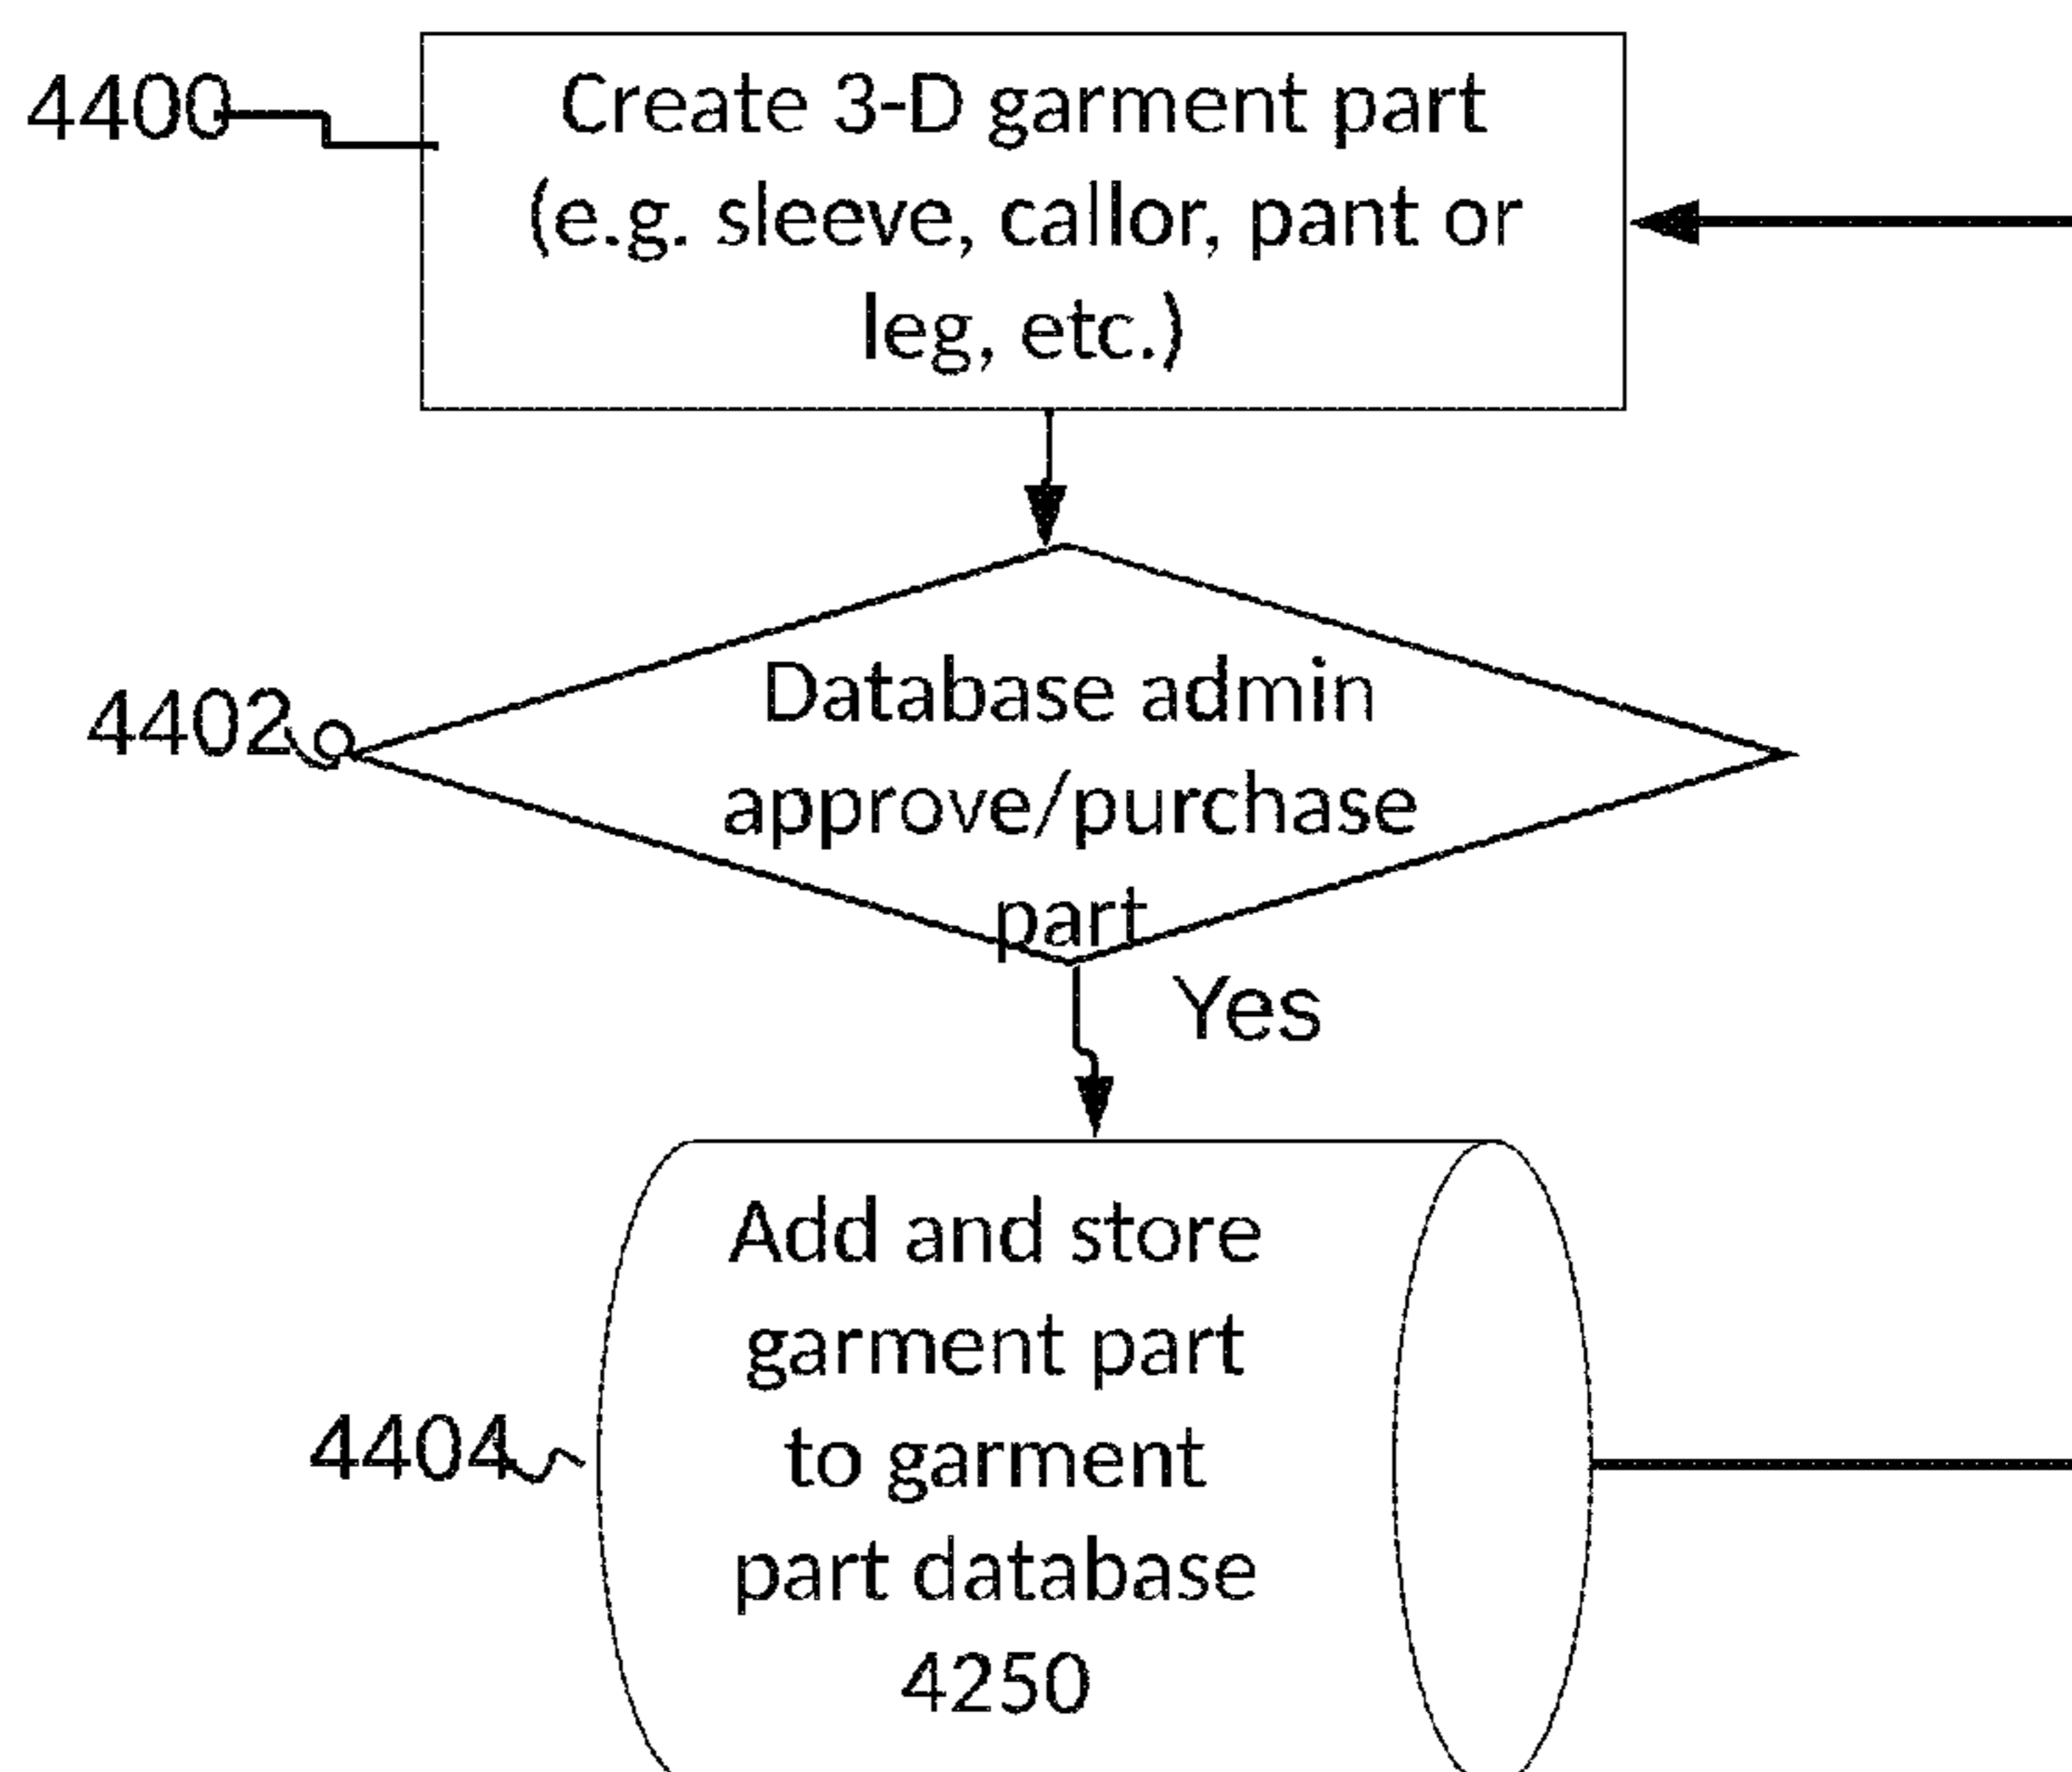 4400
Create 3-D garment part
(e.g. sleeve, callor, pant or
leg, etc.)
4402
Database admin
approve/purchase
part
Yes
Add and store
garment part
to garment
part database
4250
4404